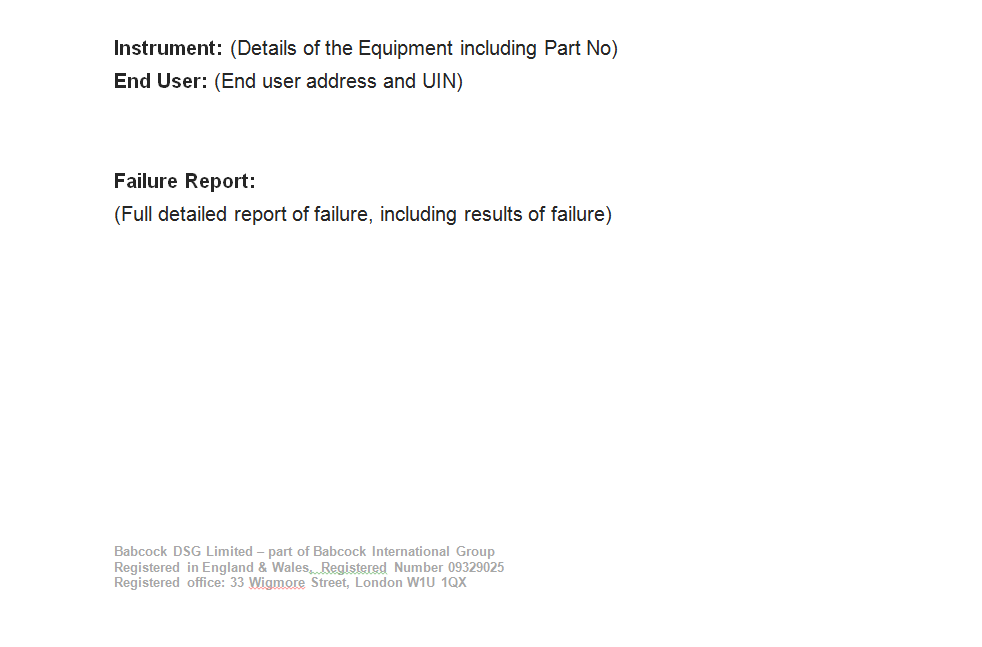 Instrument: (Details of the Equipment including Part No)
End User: (End user address and UIN)
Failure Report:
(Full detailed report of failure, including results of failure)
Babcock DSG Limited – part of Babcock International Group
Registered in England & Wales, Registered Number 09329025
Registered office: 33 Wigmore Street, London W1U 1QX